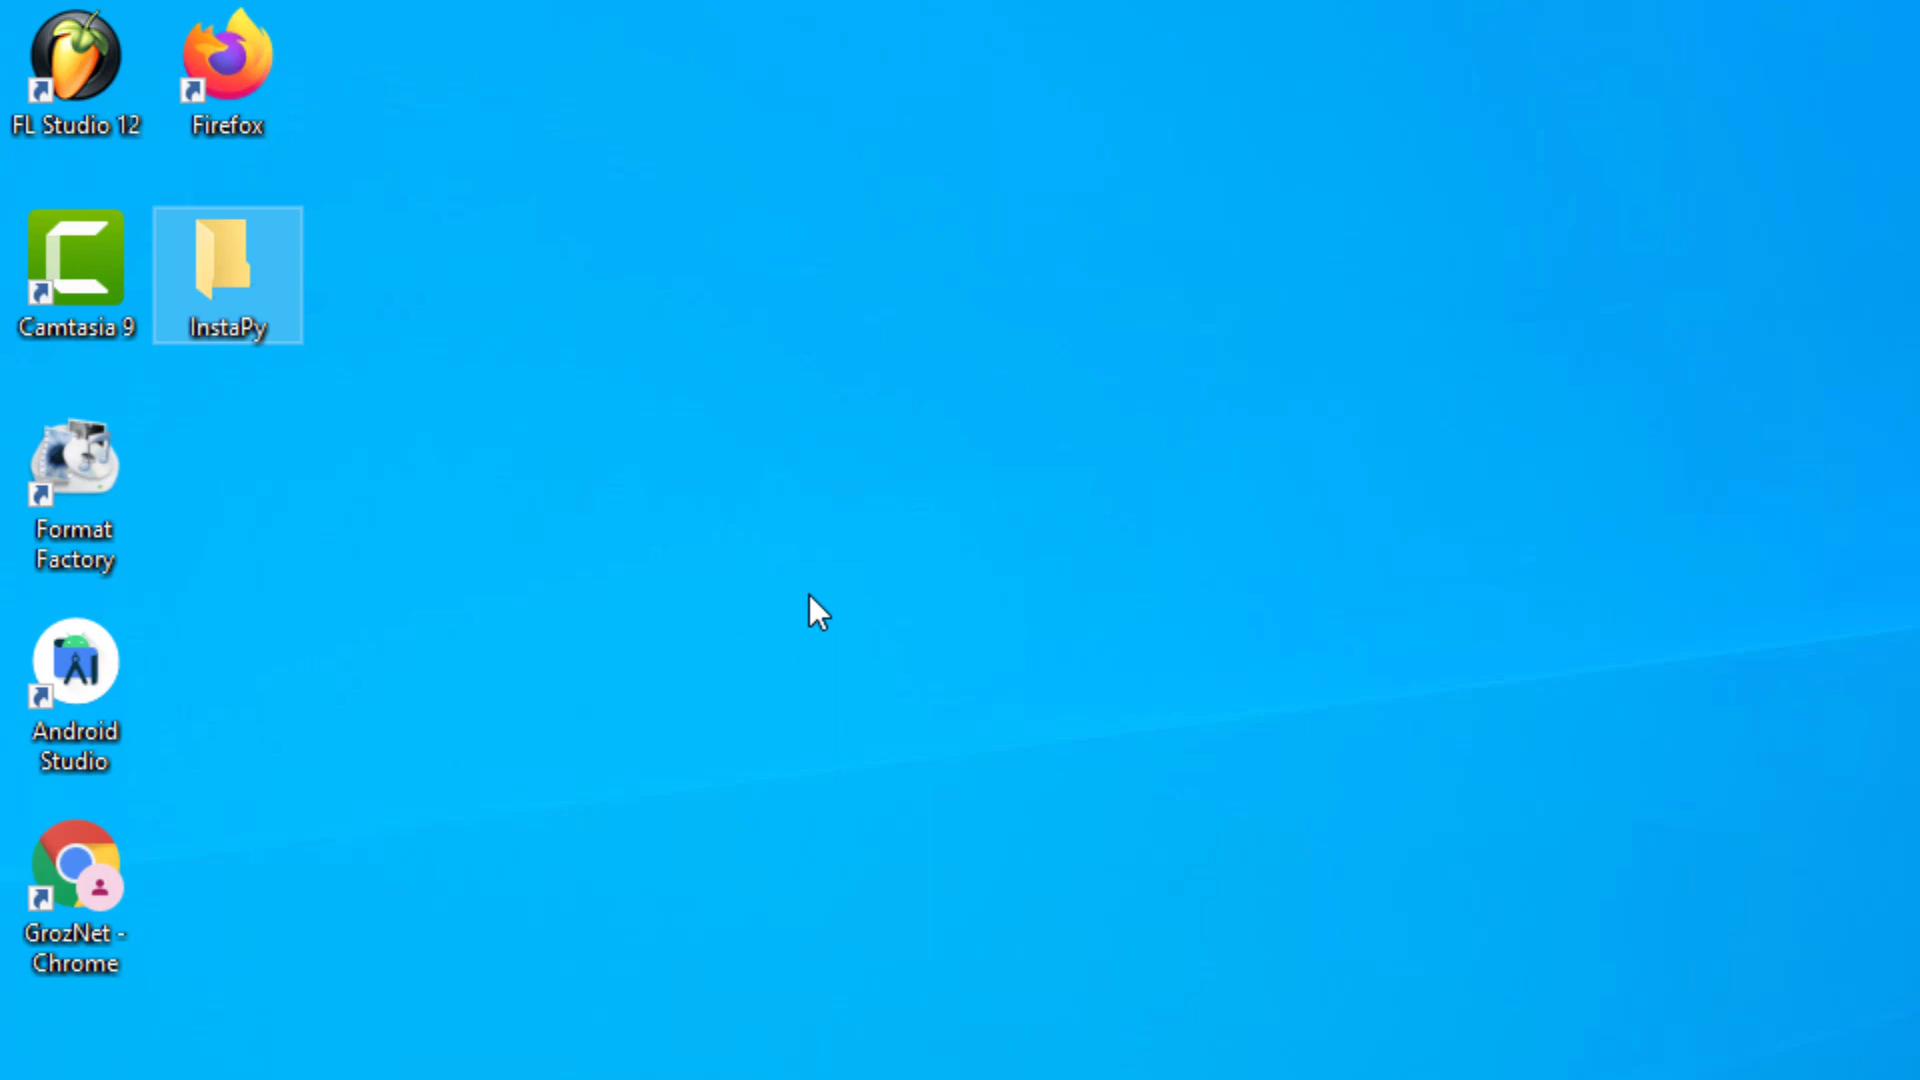 FL Studio 12
Firefox
Camtasia 9
InstaPy
Format
Factory
Android
Studio
GrozNet -
Chrome